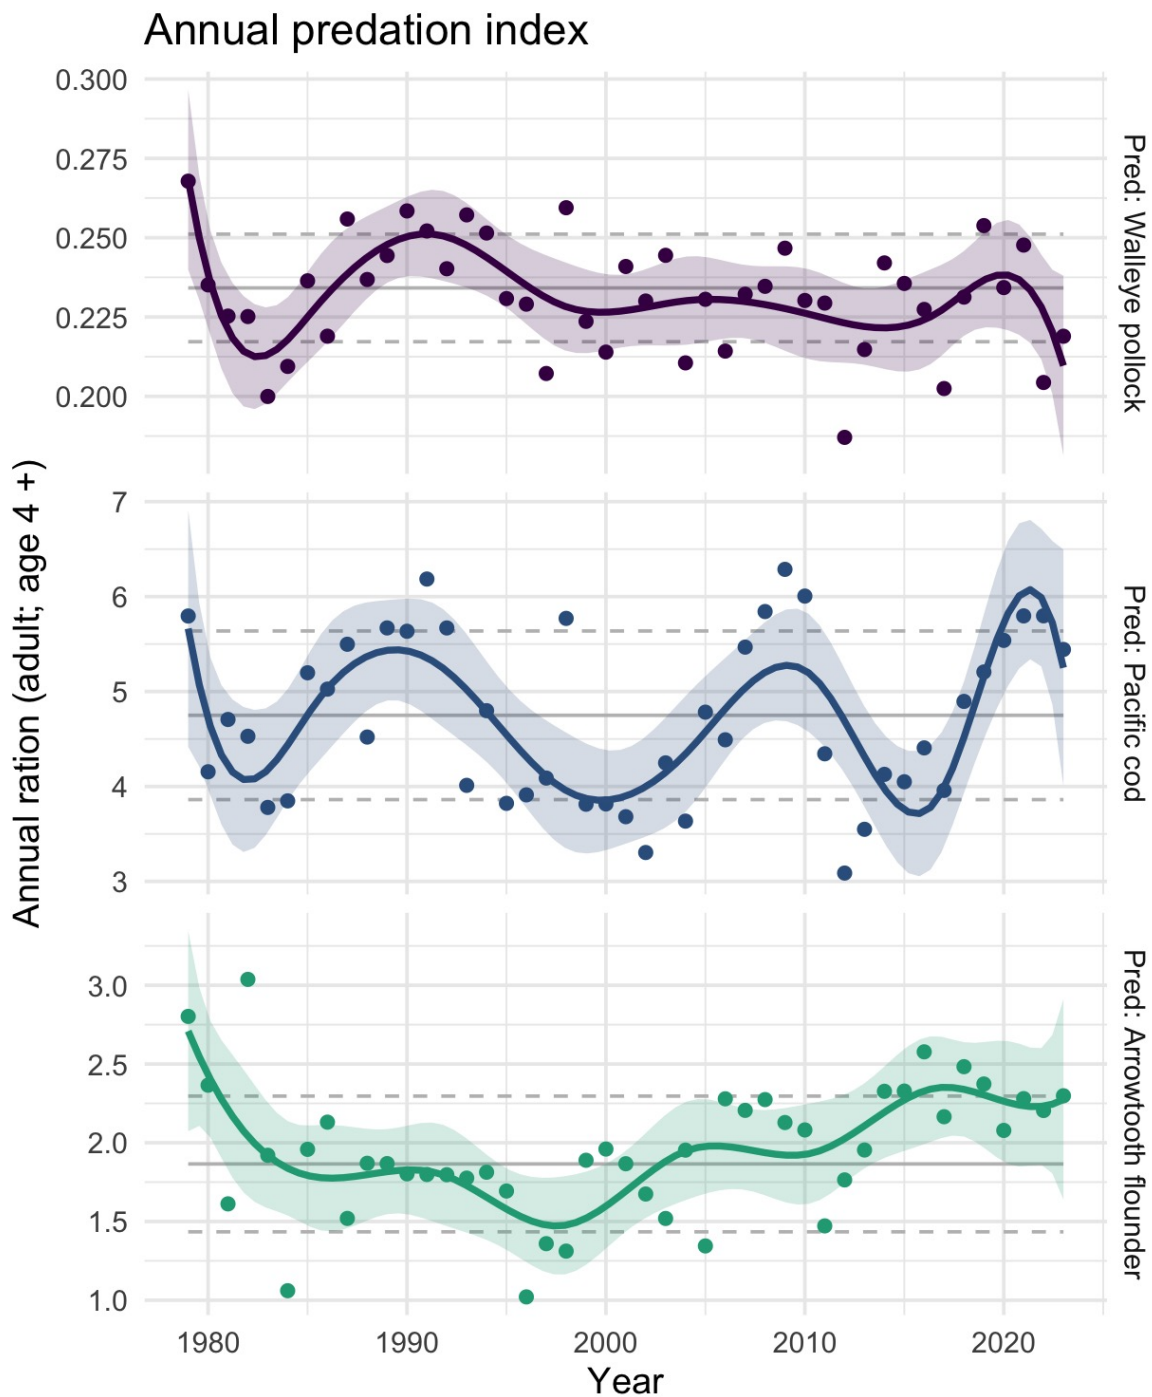 Annual predation index
Annual ration (adult; age 4 +)
0.300
0.275
0.250
0.225
0.200
Pred: Walleye pollock
7
6
5
4
3
Pred: Pacific cod
3.0
2.5
2.0
1.5
1.0
Pred: Arrowtooth flounder
1980 1990 2000 2010 2020
Year